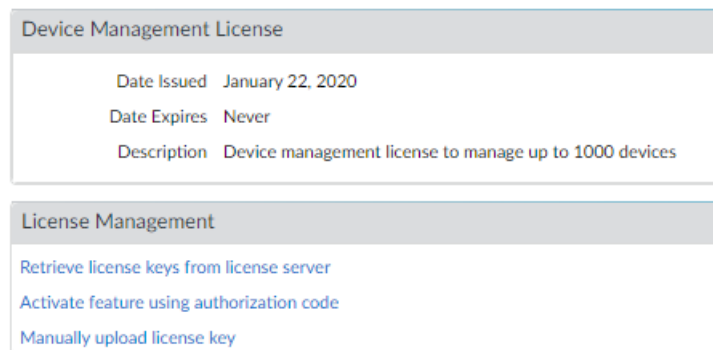 Device Management License
Date Issued January 22, 2020
Date Expires Never
Description Device management license to manage up to 1000 devices
License Management
Retrieve license keys from license server
Activate feature using authorization code
Manually upload license key